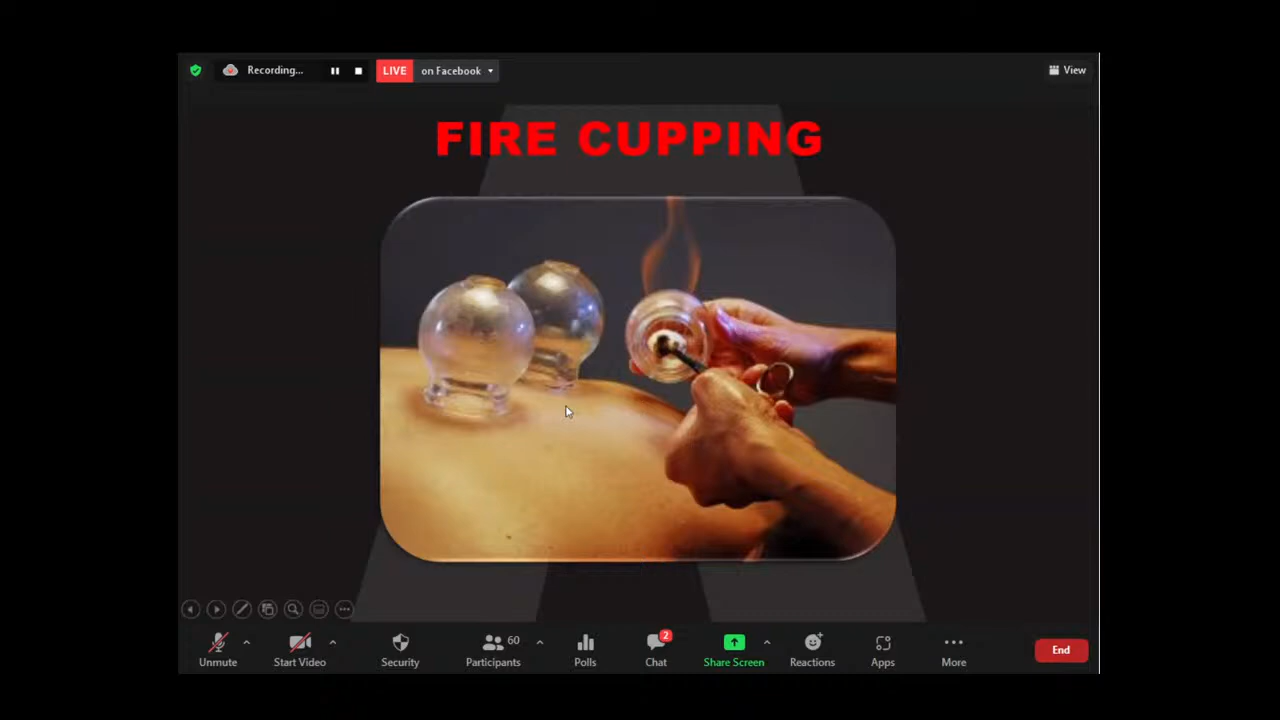 Recording...
LIVE on Facebook
View
FIRE CUPPING
Unmute
Start Video
Security
60
Participants
Polls
2
Chat
Share Screen
Reactions
Apps
More
End